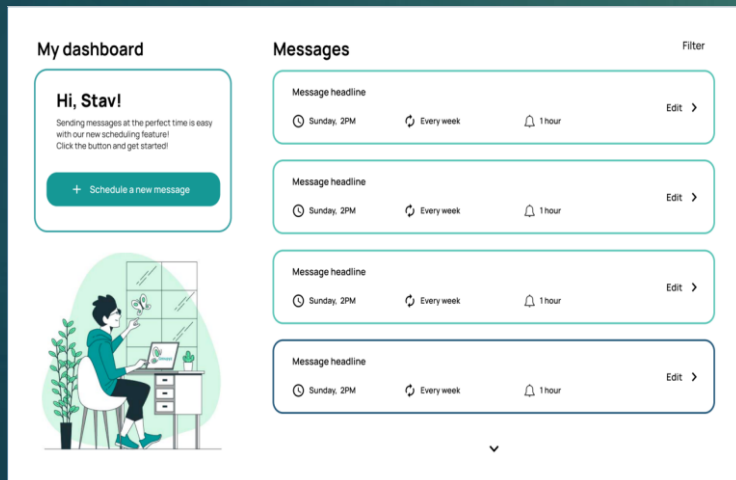 My dashboard
Hi, Stav!
Sending messages at the perfect time is easy
with our new scheduling feature!
Click the button and get started!
+ Schedule a new message
Messages
Filter
Message headline
Sunday, 2PM
Every week
1 hour
Edit
Message headline
Sunday, 2PM
Every week
1 hour
Edit
Message headline
Sunday, 2PM
Every week
1 hour
Edit
Message headline
Sunday, 2PM
Every week
1 hour
Edit